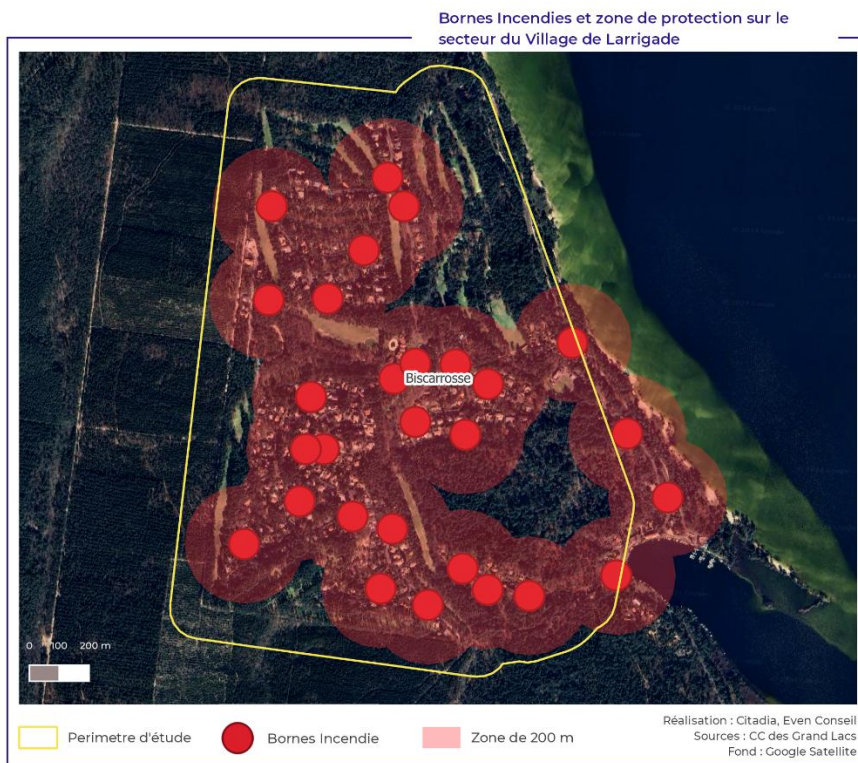 Bornes Incendies et zone de protection sur le
secteur du Village de Larrigade
Biscarrosse
0 100 200 m
Perimetre d'étude
Bornes Incendie
Zone de 200 m
Réalisation : Citadia, Even Conseil
Sources : CC des Grand Lacs
Fond : Google Satellite